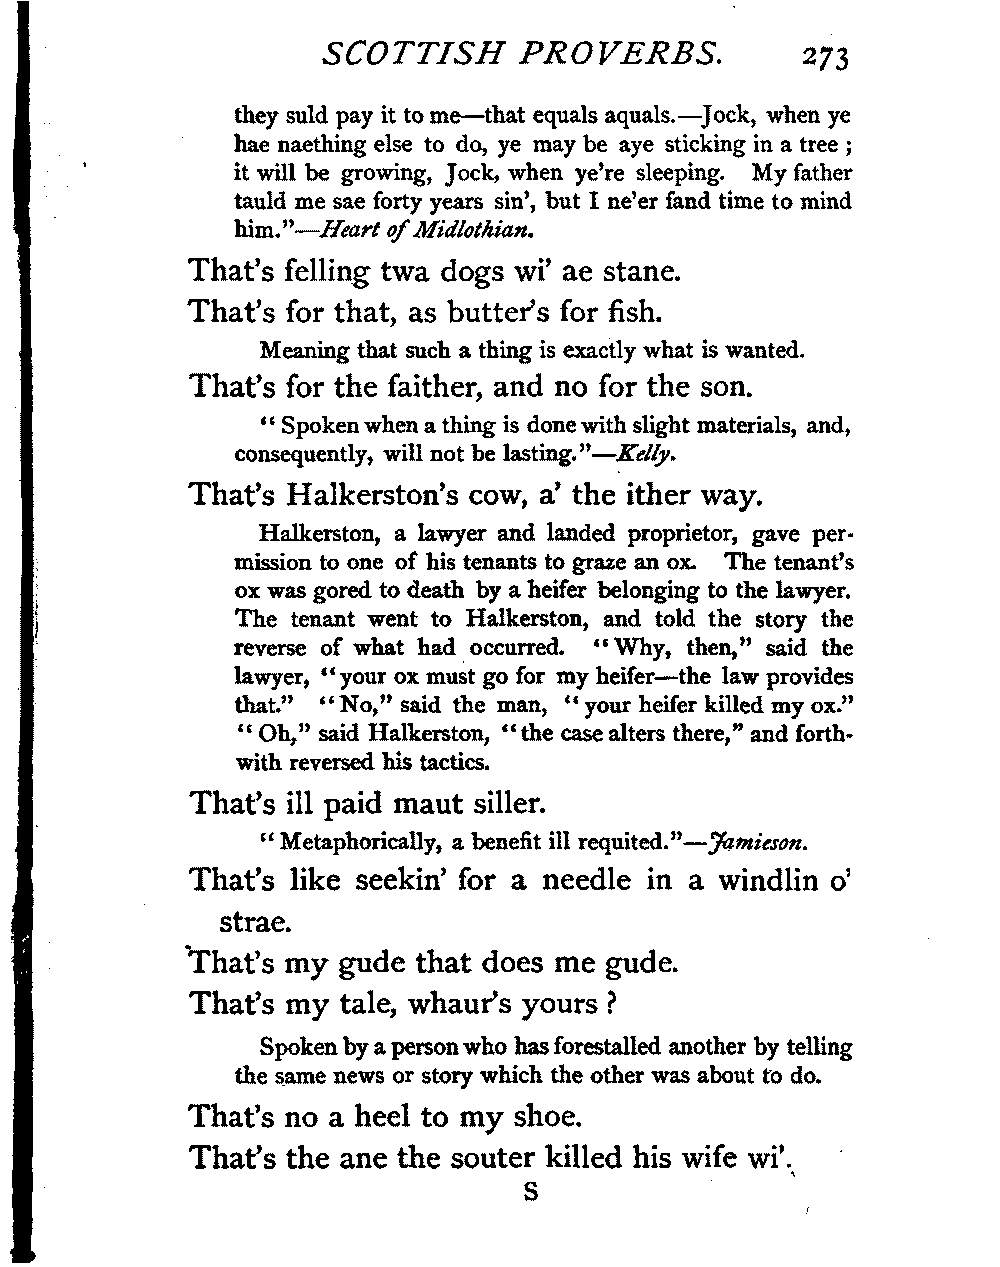 SCOTTISH PROVERBS. 273
they suld pay it to me—that equals aquals.—Jock, when ye
hae naething else to do, ye may be aye sticking in a tree ;
it will be growing, Jock, when ye're sleeping. My father
tauld me sae forty years sin', but I ne'er fand time to mind
him."—Heart of Midlothian.
That's felling twa dogs wi' ae stane.
That's for that, as butter's for fish.
Meaning that such a thing is exactly what is wanted.
That's for the faither, and no for the son.
" Spoken when a thing is done with slight materials, and,
consequently, will not be lasting."—Kelly.
That's Halkerston's cow, a' the ither way.
Halkerston, a lawyer and landed proprietor, gave per-
mission to one of his tenants to graze an ox. The tenant's
ox was gored to death by a heifer belonging to the lawyer.
The tenant went to Halkerston, and told the story the
reverse of what had occurred. "Why, then," said the
lawyer, "your ox must go for my heifer—the law provides
that." "No," said the man, "your heifer killed my ox."
"Oh," said Halkerston, "the case alters there," and forth-
with reversed his tactics.
That's ill paid maut siller.
" Metaphorically, a benefit ill requited."—Jamieson.
That's like seekin' for a needle in a windlin o'
strae.
That's my gude that does me gude.
That's my tale, whaur's yours ?
Spoken by a person who has forestalled another by telling
the same news or story which the other was about to do.
That's no a heel to my shoe.
That's the ane the souter killed his wife wi'.
S